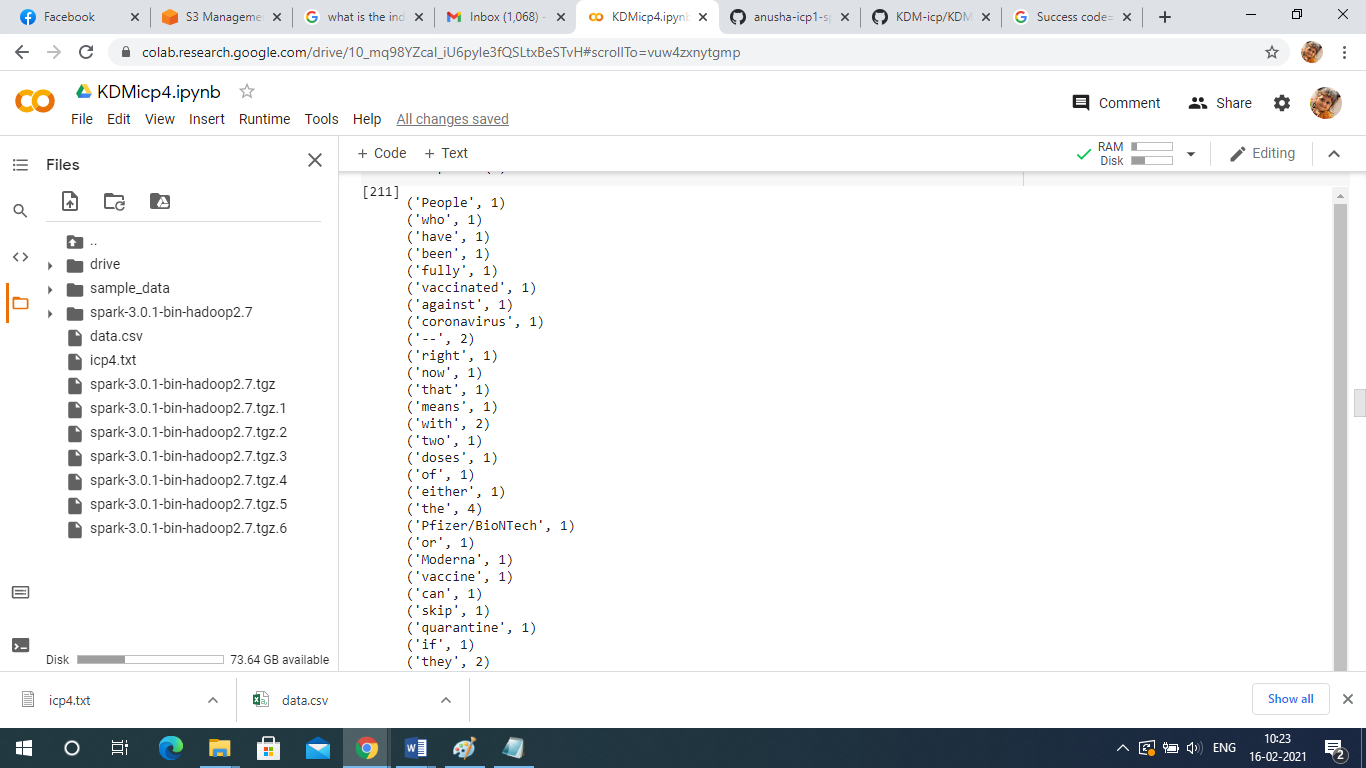 Facebook
S3 Managemen
what is the ind
Inbox (1,068) -
KDMicp4.ipynb
anusha-icp1-sp
KDM-icp/KDM
Success code=
colab.research.google.com/drive/10_mq98YZcal_iU6pyle3fQSLtxBeSTvH#scrollTo=vuw4zxnytgmp
KDMicp4.ipynb
Comment
Share
File Edit View Insert Runtime Tools Help All changes saved
Files
+ Code + Text
RAM
Disk
Editing
..
drive
sample_data
spark-3.0.1-bin-hadoop2.7
data.csv
icp4.txt
spark-3.0.1-bin-hadoop2.7.tgz
spark-3.0.1-bin-hadoop2.7.tgz.1
spark-3.0.1-bin-hadoop2.7.tgz.2
spark-3.0.1-bin-hadoop2.7.tgz.3
spark-3.0.1-bin-hadoop2.7.tgz.4
spark-3.0.1-bin-hadoop2.7.tgz.5
spark-3.0.1-bin-hadoop2.7.tgz.6
Disk 73.64 GB available
[211]
('People', 1)
('who', 1)
('have', 1)
('been', 1)
('fully', 1)
('vaccinated', 1)
('against', 1)
('coronavirus', 1)
('--', 2)
('right', 1)
('now', 1)
('that', 1)
('means', 1)
('with', 2)
('two', 1)
('doses', 1)
('of', 1)
('either', 1)
('the', 4)
('Pfizer/BioNTech', 1)
('or', 1)
('Moderna', 1)
('vaccine', 1)
('can', 1)
('skip', 1)
('quarantine', 1)
('if', 1)
('they', 2)
icp4.txt
data.csv
Show all
ENG
10:23
16-02-2021
2